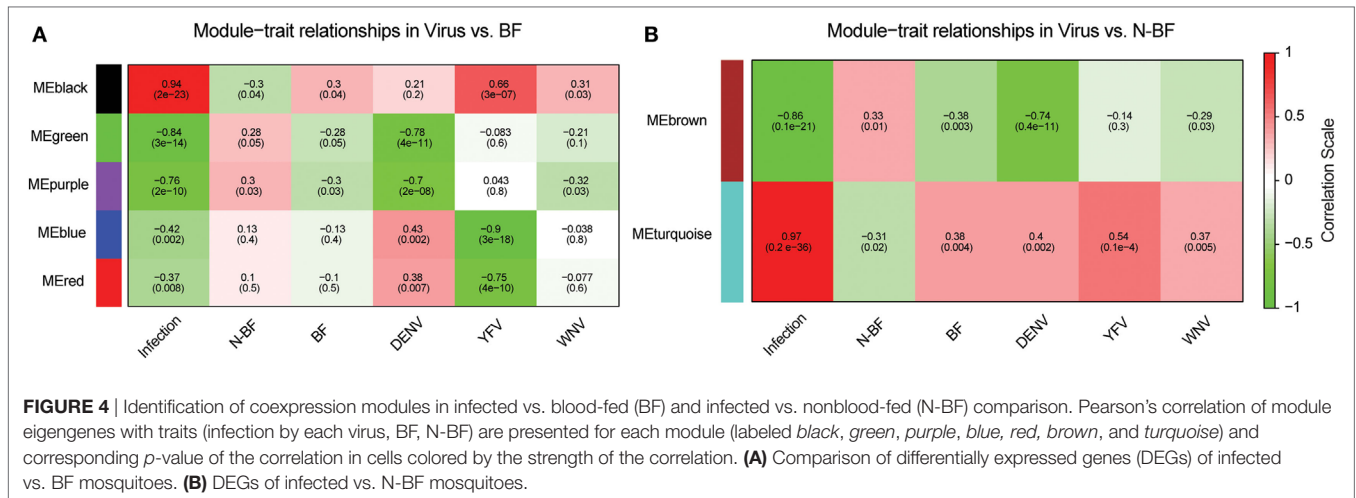 A
Module−trait relationships in Virus vs. BF
MEblack
0.94 −0.3 0.3 0.21 0.66 0.31
(2e−23) (0.04) (0.04) (0.2) (3e−07) (0.03)
MEgreen
−0.84 0.28 −0.28 −0.78 −0.083 −0.21
(3e−14) (0.05) (0.05) (4e−11) (0.6) (0.1)
MEpurple
−0.76 0.3 −0.3 −0.7 0.043 −0.32
(2e−10) (0.03) (0.03) (2e−08) (0.8) (0.03)
MEblue
−0.42 0.13 −0.13 0.43 −0.9 −0.038
(0.002) (0.4) (0.4) (0.002) (3e−18) (0.8)
MEred
−0.37 0.1 −0.1 0.38 −0.75 −0.077
(0.008) (0.5) (0.5) (0.007) (4e−10) (0.6)
Infection N-BF BF DENV YFV WNV
B
Module−trait relationships in Virus vs. N-BF
MEbrown
−0.86 0.33 −0.38 −0.74 −0.14 −0.29
(0.1e−21) (0.01) (0.003) (0.4e−11) (0.3) (0.03)
MEturquoise
0.97 −0.31 0.38 0.4 0.54 0.37
(0.2 e−36) (0.02) (0.004) (0.002) (0.1e−4) (0.005)
Infection N-BF BF DENV YFV WNV
1
0.5
0
−0.5
−1
Correlation Scale
FIGURE 4 | Identification of coexpression modules in infected vs. blood-fed (BF) and infected vs. nonblood-fed (N-BF) comparison. Pearson's correlation of module
eigengenes with traits (infection by each virus, BF, N-BF) are presented for each module (labeled black, green, purple, blue, red, brown, and turquoise) and
corresponding p-value of the correlation in cells colored by the strength of the correlation. (A) Comparison of differentially expressed genes (DEGs) of infected
vs. BF mosquitoes. (B) DEGs of infected vs. N-BF mosquitoes.